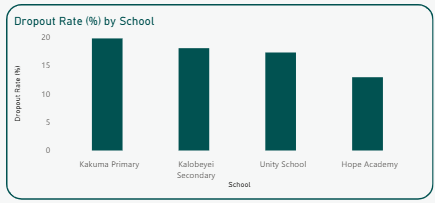 Dropout Rate (%) by School
20
15
10
5
0
Dropout Rate (%)
Kakuma Primary
Kalobeyei
Secondary
Unity School
Hope Academy
School